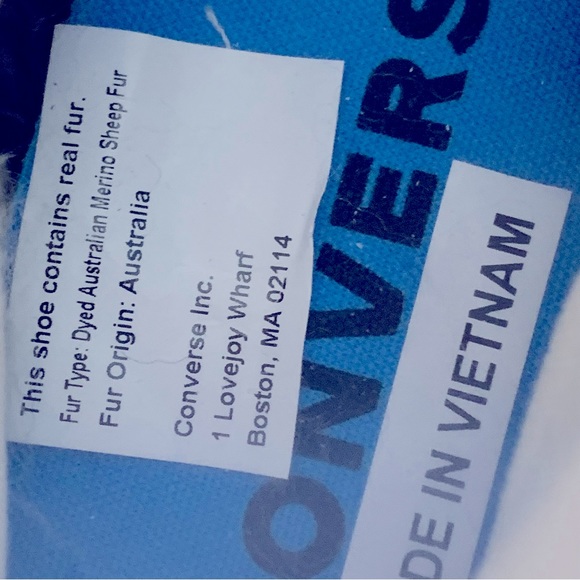 This shoe contains real fur.
Fur Type: Dyed Australian Merino Sheep Fur
Fur Origin: Australia
Converse Inc.
1 Lovejoy Wharf
Boston, MA 02114
ONVERS
DE IN VIETNAM